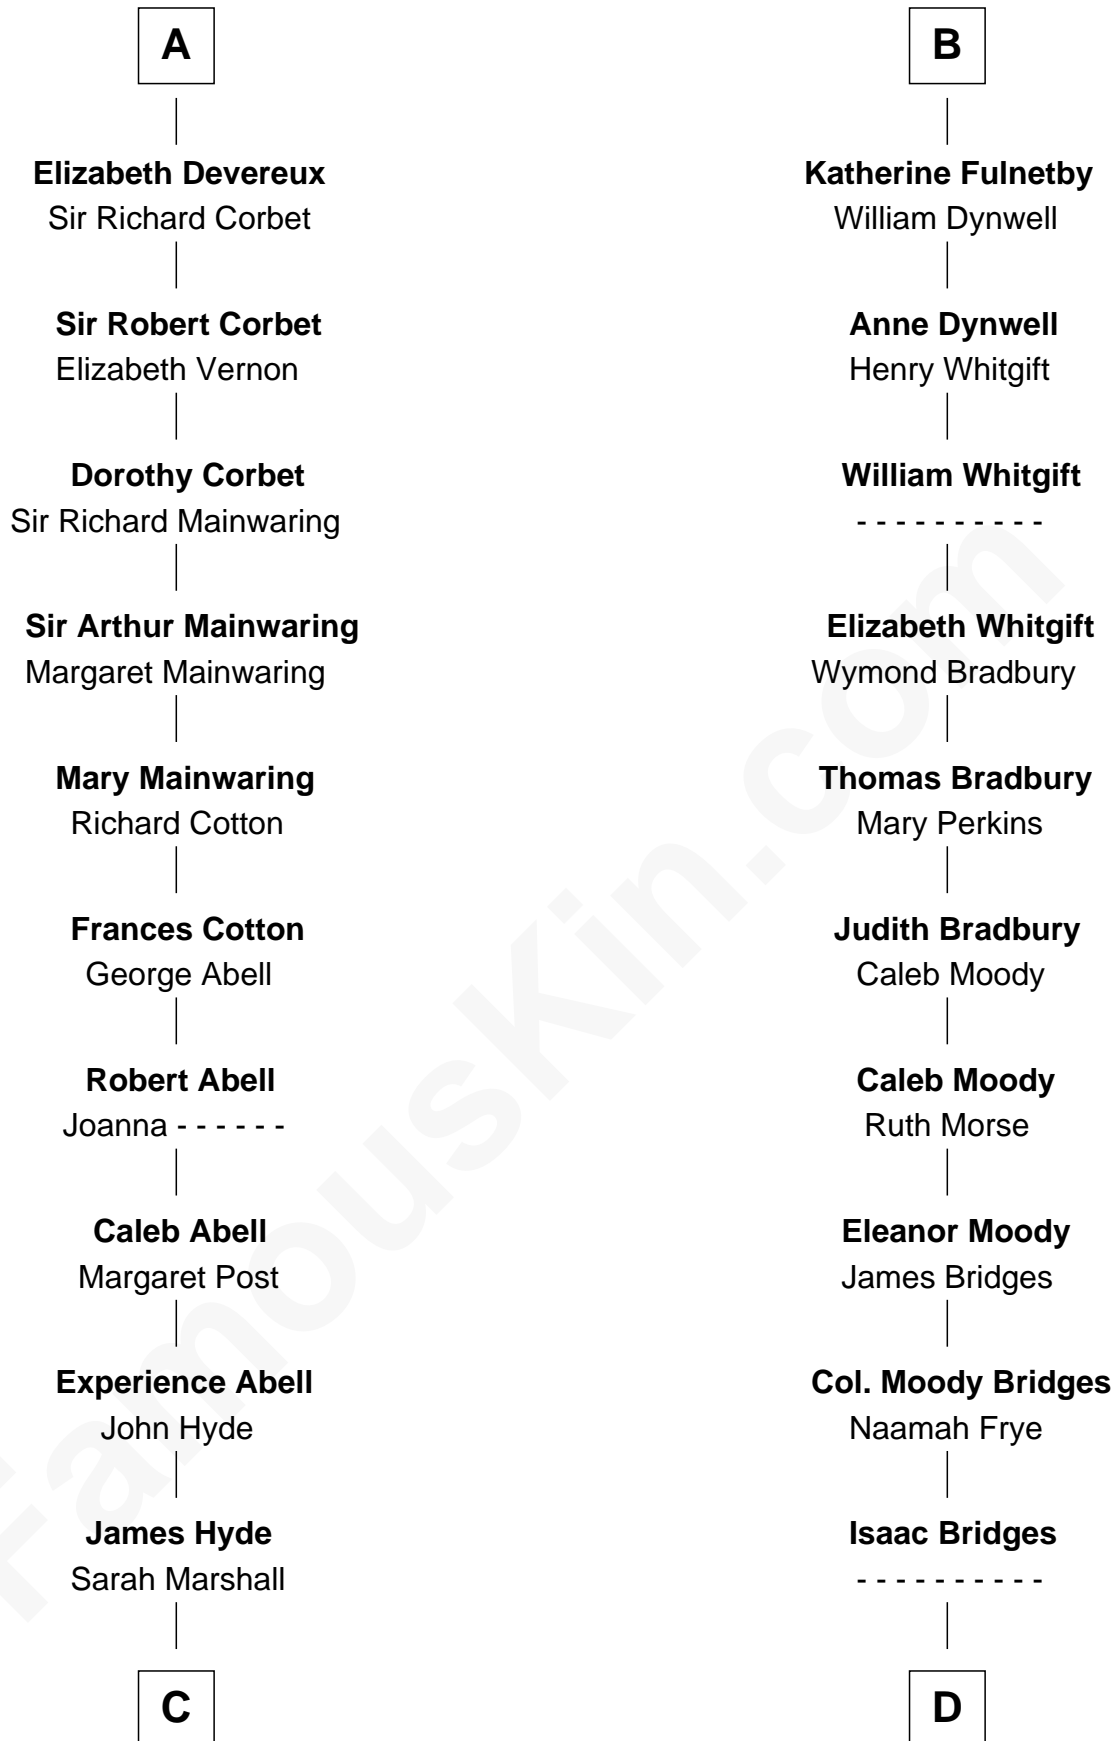 A
Elizabeth Devereux
Sir Richard Corbet
Sir Robert Corbet
Elizabeth Vernon
Dorothy Corbet
Sir Richard Mainwaring
Sir Arthur Mainwaring
Margaret Mainwaring
Mary Mainwaring
Richard Cotton
Frances Cotton
George Abell
Robert Abell
Joanna - - - - - -
Caleb Abell
Margaret Post
Experience Abell
John Hyde
James Hyde
Sarah Marshall
C
B
Katherine Fulnetby
William Dynwell
Anne Dynwell
Henry Whitgift
William Whitgift
- - - - - - - - - -
Elizabeth Whitgift
Wymond Bradbury
Thomas Bradbury
Mary Perkins
Judith Bradbury
Caleb Moody
Caleb Moody
Ruth Morse
Eleanor Moody
James Bridges
Col. Moody Bridges
Naamah Frye
Isaac Bridges
- - - - - - - - - -
D
FamousKin.com